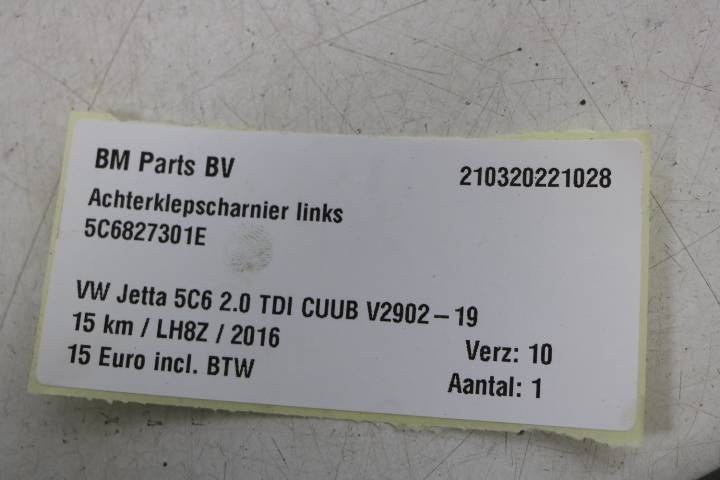 BM Parts BV 210320221028
Achterklepscharnier links
5C6827301E
VW Jetta 5C6 2.0 TDI CUUB V2902-19
15 km / LH8Z / 2016 Verz: 10
15 Euro incl. BTW Aantal: 1